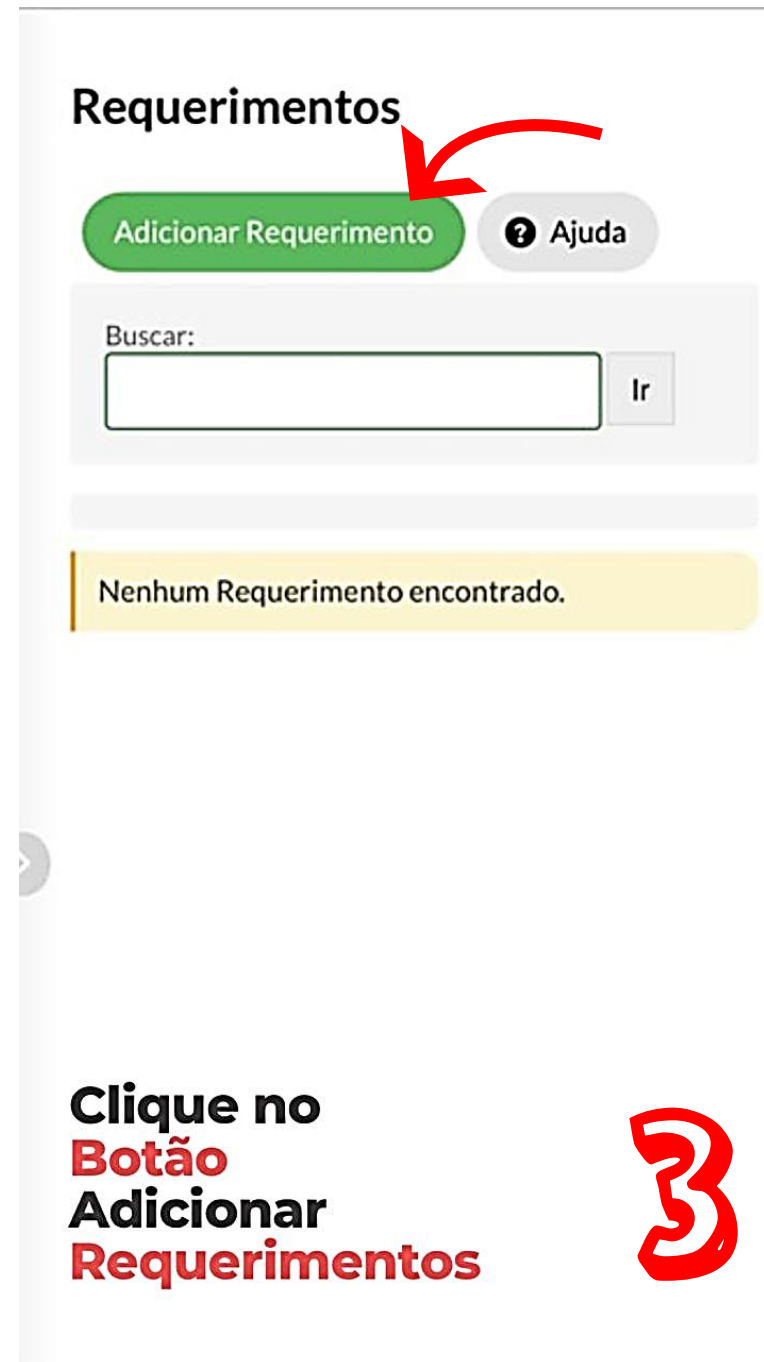 Requerimentos
Adicionar Requerimento
? Ajuda
Buscar:
Ir
Nenhum Requerimento encontrado.
Clique no
Botão
Adicionar
Requerimentos
3